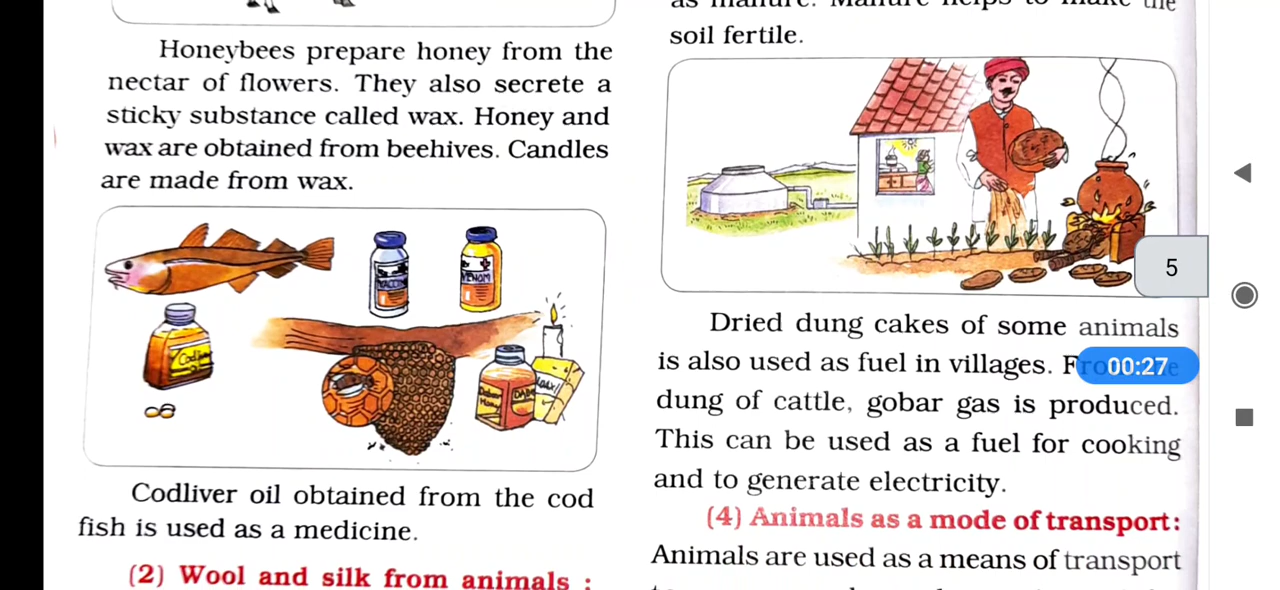 Honeybees prepare honey from the
nectar of flowers. They also secrete a
sticky substance called wax. Honey and
wax are obtained from beehives. Candles
are made from wax.
VENOM
Codliver
Codliver oil obtained from the cod
fish is used as a medicine.
(2) Wool and silk from animals :
soil fertile.
5
Dried dung cakes of some animals
is also used as fuel in villages.
00:27
dung of cattle, gobar gas is produced.
This can be used as a fuel for cooking
and to generate electricity.
(4) Animals as a mode of transport:
Animals are used as a means of transport